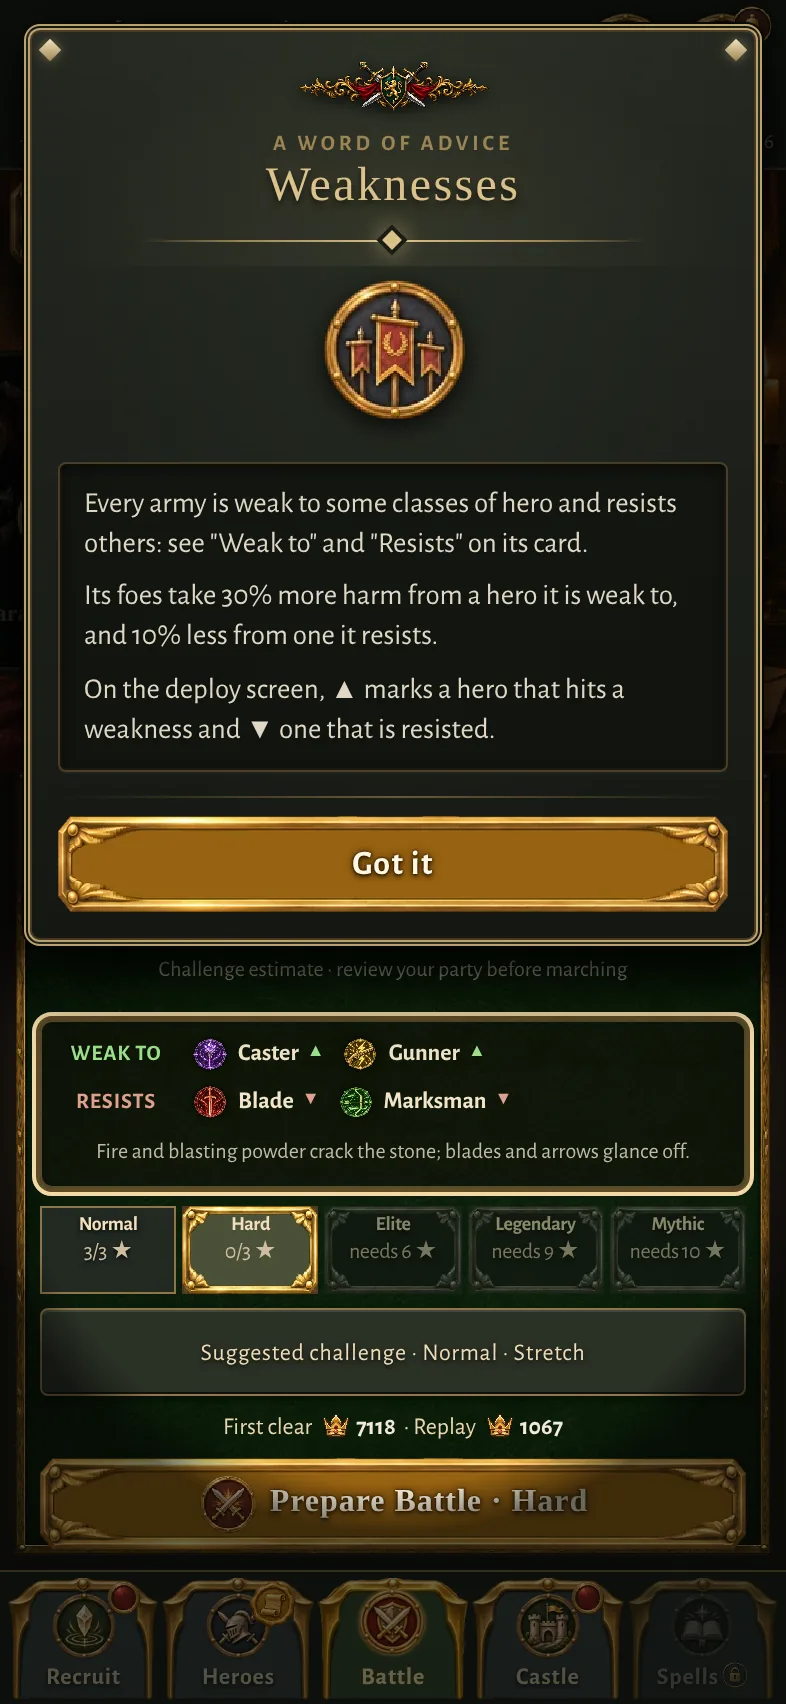 A WORD OF ADVICE
Weaknesses
Every army is weak to some classes of hero and resists
others: see "Weak to" and "Resists" on its card.
Its foes take 30% more harm from a hero it is weak to,
and 10% less from one it resists.
On the deploy screen, ▲ marks a hero that hits a
weakness and ▼ one that is resisted.
Got it
Challenge estimate · review your party before marching
WEAK TO Caster ▲ Gunner ▲
RESISTS Blade ▼ Marksman ▼
Fire and blasting powder crack the stone; blades and arrows glance off.
Normal Hard Elite Legendary Mythic
3/3 ★ 0/3 ★ needs 6 ★ needs 9 ★ needs 10 ★
Suggested challenge · Normal · Stretch
First clear 7118 · Replay 1067
Prepare Battle · Hard
Recruit Heroes Battle Castle Spells